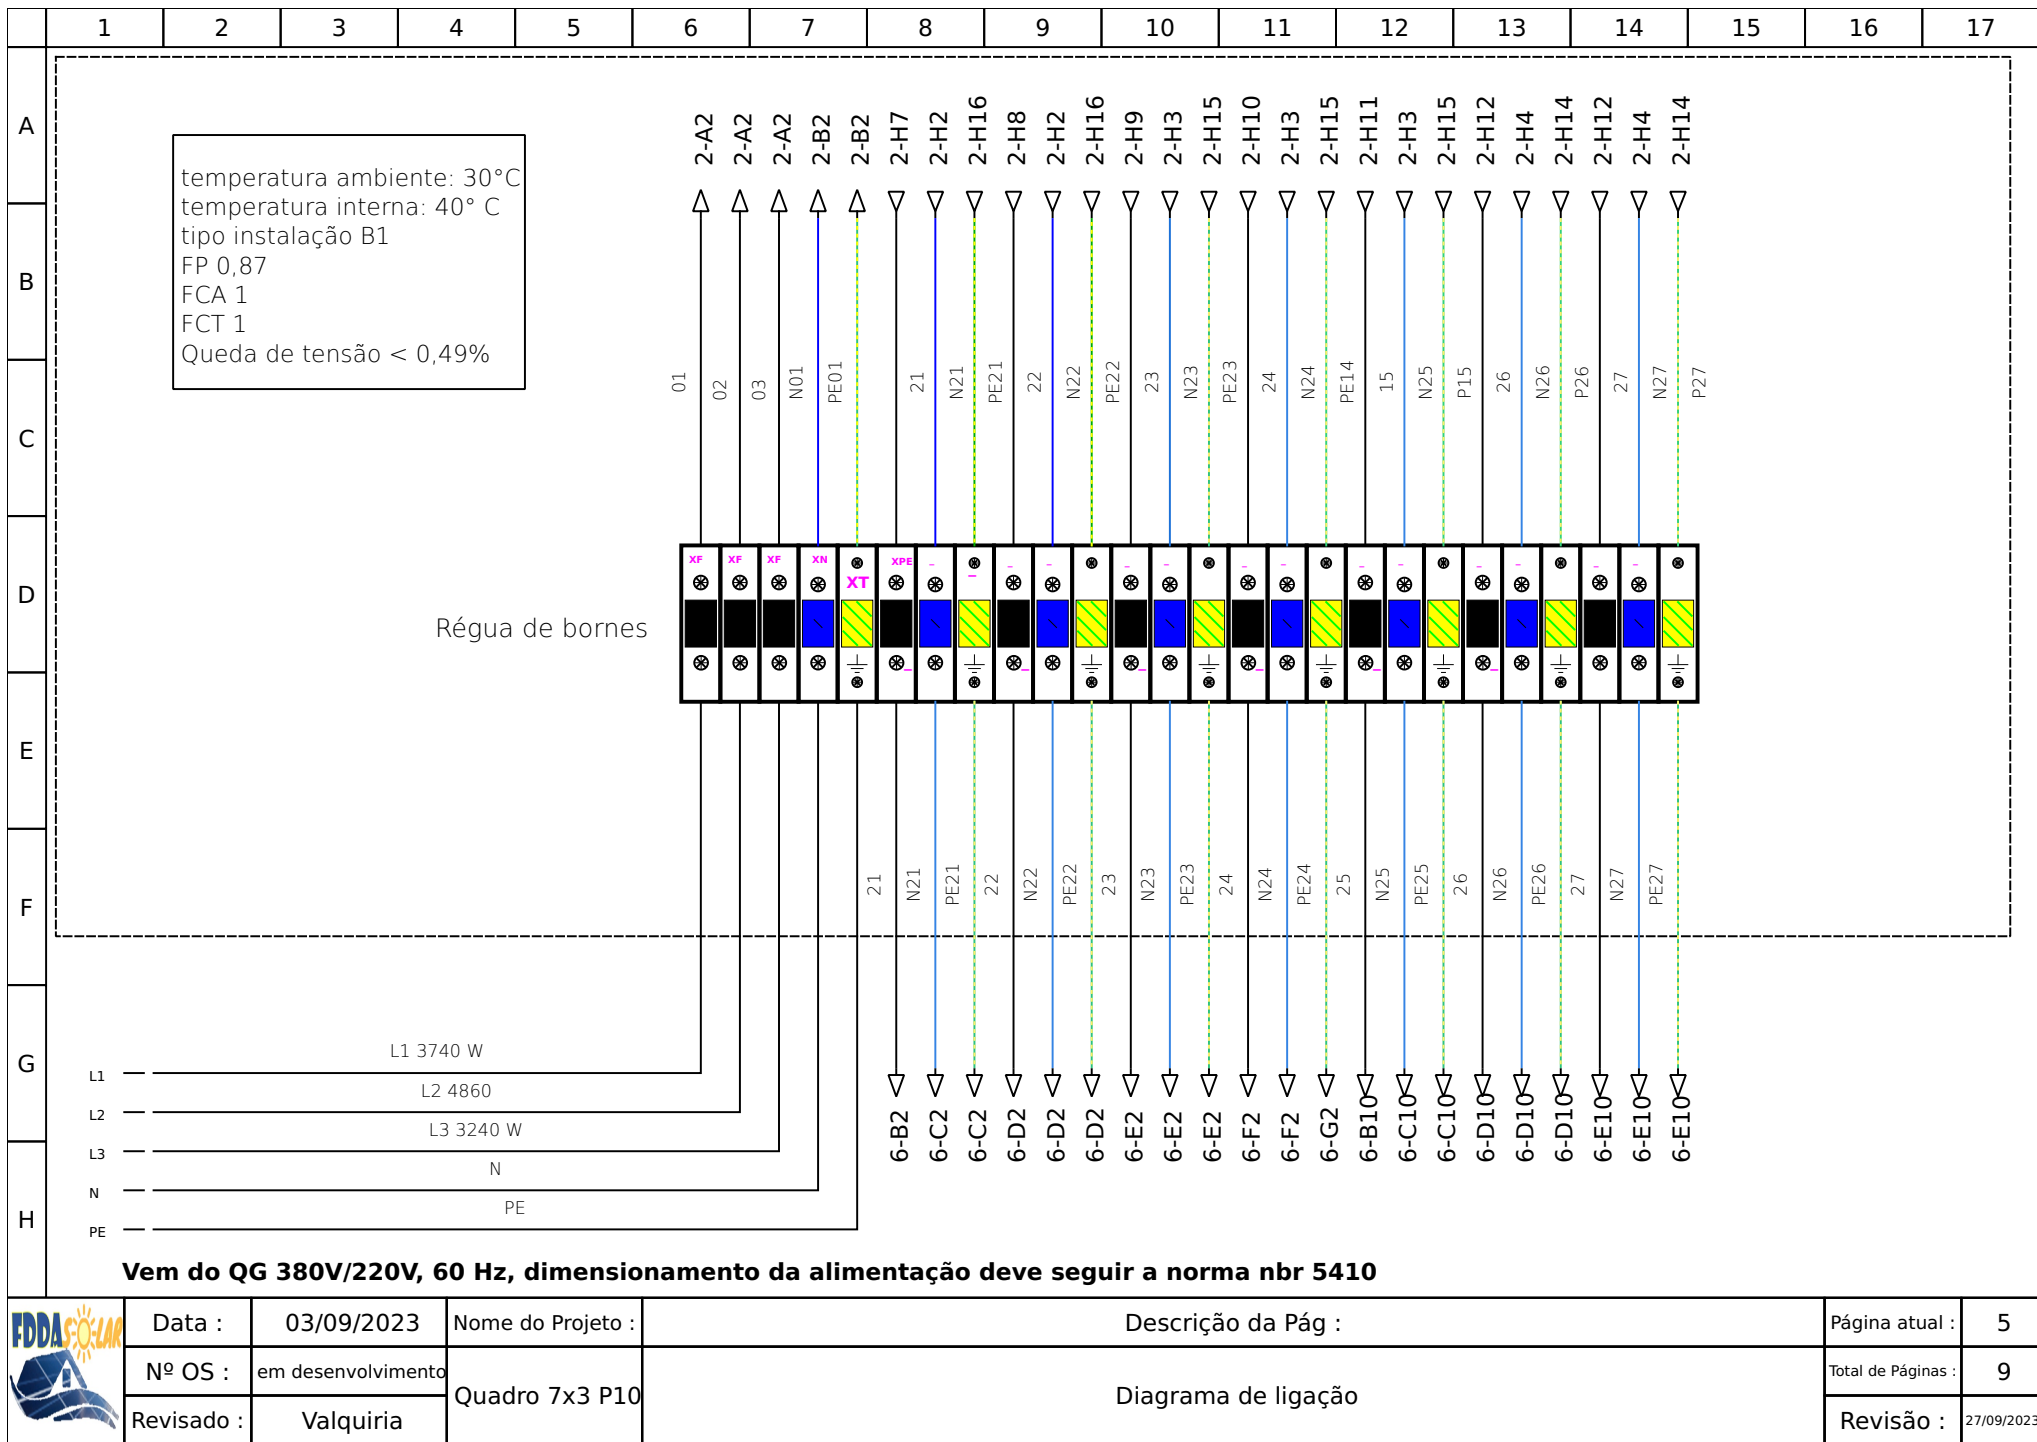 1 2 3 4 5 6 7 8 9 10 11 12 13 14 15 16 17
A
B
C
D
E
F
G
H
temperatura ambiente: 30°C
temperatura interna: 40° C
tipo instalação B1
FP 0,87
FCA 1
FCT 1
Queda de tensão < 0,49%
2-A2 2-A2 2-A2 2-B2 2-B2 2-H7 2-H2 2-H16 2-H8 2-H2 2-H16 2-H9 2-H3 2-H15 2-H10 2-H3 2-H15 2-H11 2-H3 2-H15 2-H12 2-H4 2-H14 2-H12 2-H4 2-H14
01 02 03 N01 PE01 21 N21 PE21 22 N22 PE22 23 N23 PE23 24 N24 PE14 15 N25 P15 26 N26 P26 27 N27 P27
XF XF XF XN XT XPE
Régua de bornes
21 N21 PE21 22 N22 PE22 23 N23 PE23 24 N24 PE24 25 N25 PE25 26 N26 PE26 27 N27 PE27
6-B2 6-C2 6-C2 6-D2 6-D2 6-D2 6-E2 6-E2 6-E2 6-F2 6-F2 6-G2 6-B10 6-C10 6-C10 6-D10 6-D10 6-D10 6-E10 6-E10 6-E10
L1 L1 3740 W
L2 L2 4860
L3 L3 3240 W
N N
PE PE
Vem do QG 380V/220V, 60 Hz, dimensionamento da alimentação deve seguir a norma nbr 5410
FDDA SOLAR
Data : 03/09/2023
Nº OS : em desenvolvimento
Revisado : Valquiria
Nome do Projeto :
Quadro 7x3 P10
Descrição da Pág :
Diagrama de ligação
Página atual : 5
Total de Páginas : 9
Revisão : 27/09/2023